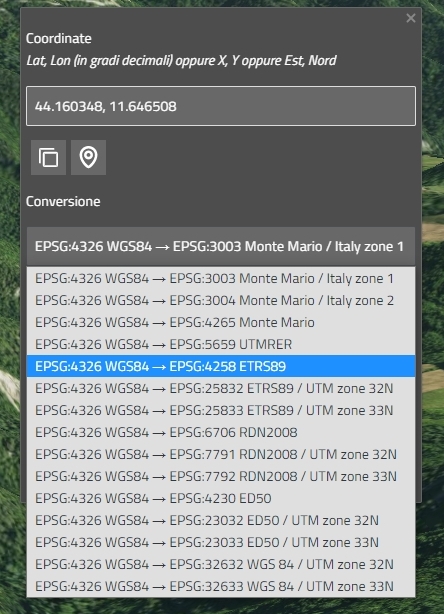 Coordinate
Lat, Lon (in gradi decimali) oppure X, Y oppure Est, Nord
44.160348, 11.646508
Conversione
EPSG:4326 WGS84 → EPSG:3003 Monte Mario / Italy zone 1
EPSG:4326 WGS84 → EPSG:3003 Monte Mario / Italy zone 1
EPSG:4326 WGS84 → EPSG:3004 Monte Mario / Italy zone 2
EPSG:4326 WGS84 → EPSG:4265 Monte Mario
EPSG:4326 WGS84 → EPSG:5659 UTMRER
EPSG:4326 WGS84 → EPSG:4258 ETRS89
EPSG:4326 WGS84 → EPSG:25832 ETRS89 / UTM zone 32N
EPSG:4326 WGS84 → EPSG:25833 ETRS89 / UTM zone 33N
EPSG:4326 WGS84 → EPSG:6706 RDN2008
EPSG:4326 WGS84 → EPSG:7791 RDN2008 / UTM zone 32N
EPSG:4326 WGS84 → EPSG:7792 RDN2008 / UTM zone 33N
EPSG:4326 WGS84 → EPSG:4230 ED50
EPSG:4326 WGS84 → EPSG:23032 ED50 / UTM zone 32N
EPSG:4326 WGS84 → EPSG:23033 ED50 / UTM zone 33N
EPSG:4326 WGS84 → EPSG:32632 WGS 84 / UTM zone 32N
EPSG:4326 WGS84 → EPSG:32633 WGS 84 / UTM zone 33N